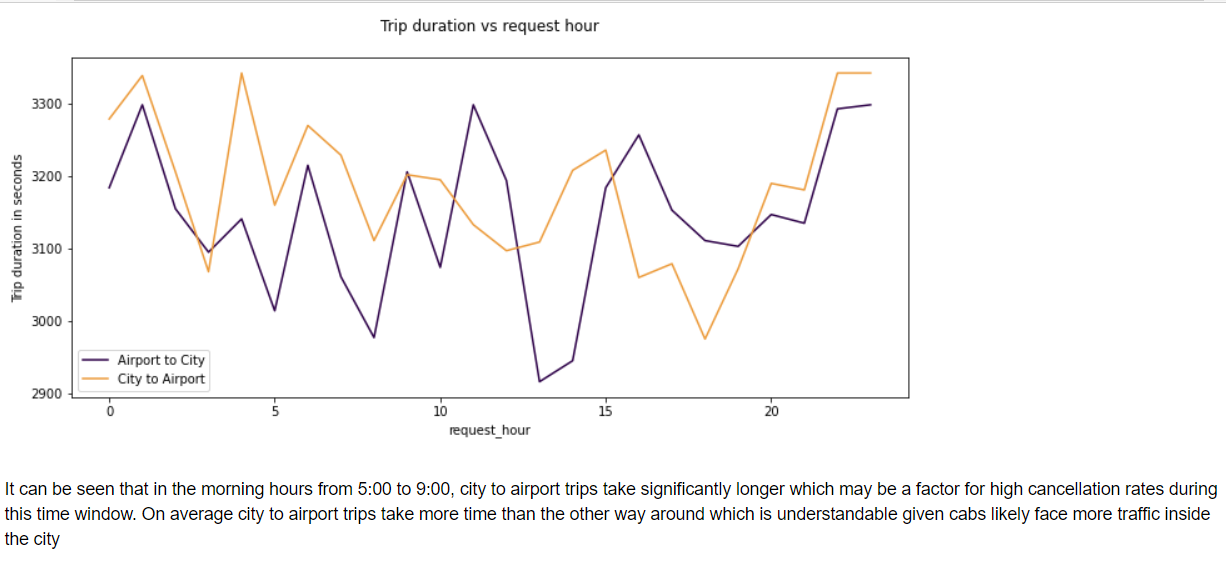 Trip duration vs request hour
3300
3200
3100
3000
2900
Trip duration in seconds
Airport to City
City to Airport
0 5 10 15 20
request_hour
It can be seen that in the morning hours from 5:00 to 9:00, city to airport trips take significantly longer which may be a factor for high cancellation rates during
this time window. On average city to airport trips take more time than the other way around which is understandable given cabs likely face more traffic inside
the city